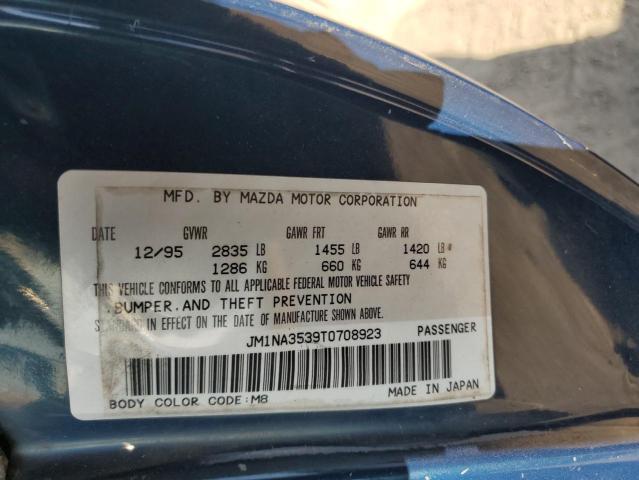 MFD. BY MAZDA MOTOR CORPORATION
DATE GVWR GAWR FRT GAWR RR
12/95 2835 LB 1455 LB 1420 LB
1286 KG 660 KG 644 KG
THIS VEHICLE CONFORMS TO ALL APPLICABLE FEDERAL MOTOR VEHICLE SAFETY
BUMPER.AND THEFT PREVENTION
STANDARD IN EFFECT ON THE DATE OF MANUFACTURE SHOWN ABOVE.
JM1NA3539T0708923 PASSENGER
BODY COLOR CODE:M8 MADE IN JAPAN